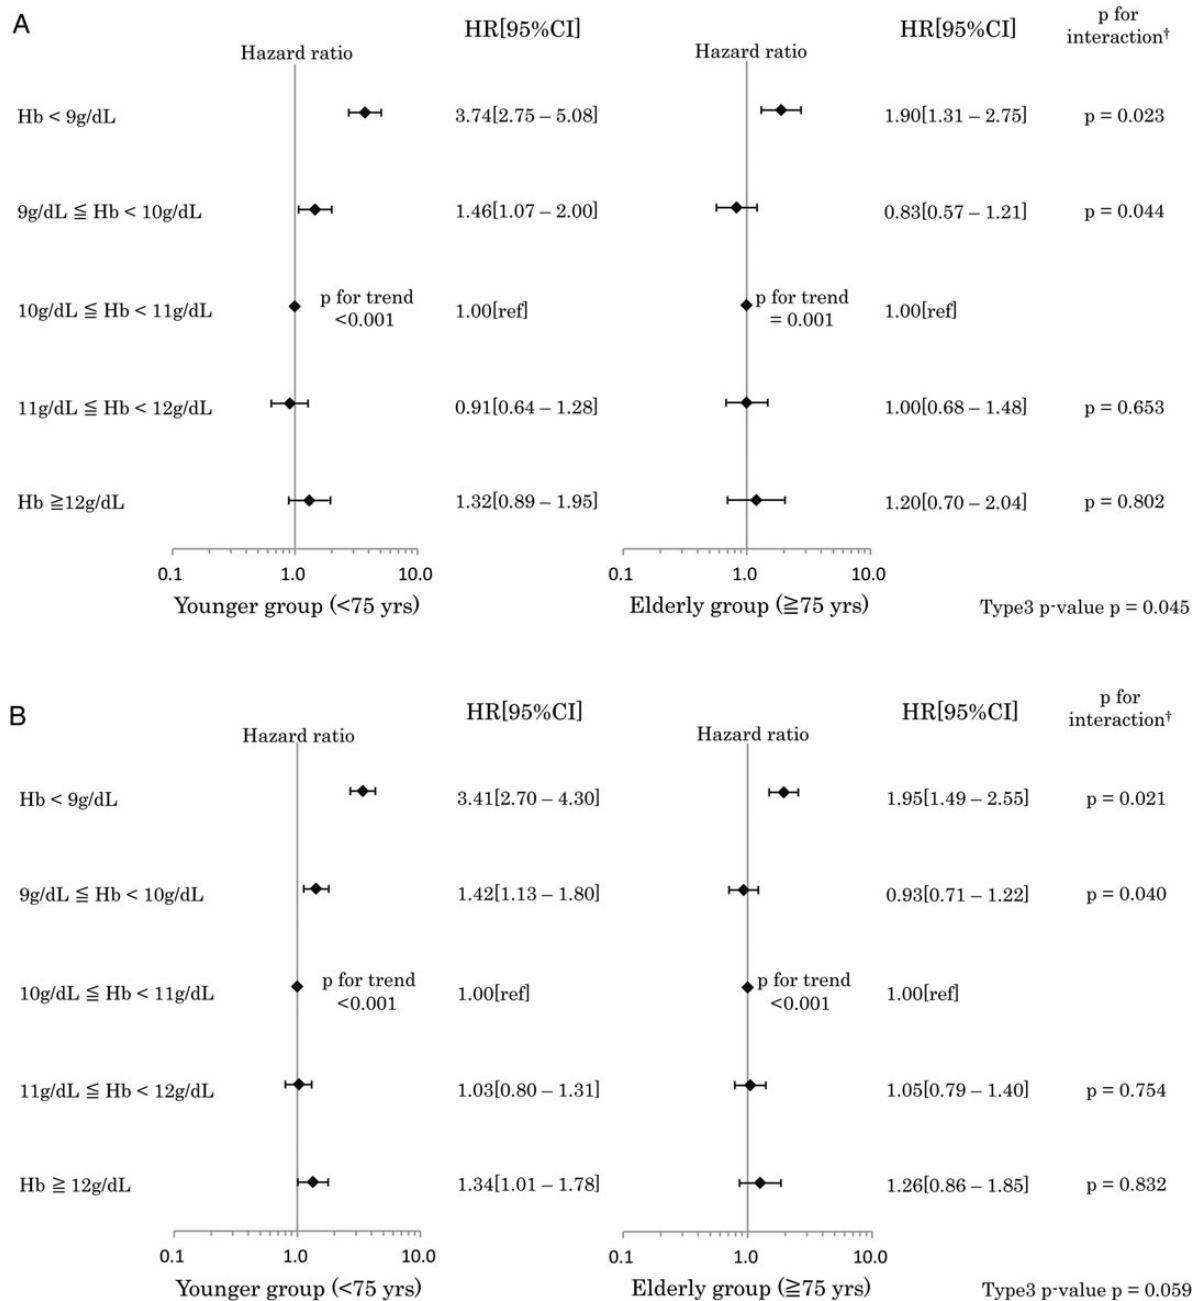 A
HR[95%CI]
HR[95%CI]
p for
interaction†
Hazard ratio
Hazard ratio
Hb < 9g/dL
3.74[2.75 – 5.08]
1.90[1.31 – 2.75]
p = 0.023
9g/dL ≦ Hb < 10g/dL
1.46[1.07 – 2.00]
0.83[0.57 – 1.21]
p = 0.044
10g/dL ≦ Hb < 11g/dL
p for trend
<0.001
1.00[ref]
p for trend
= 0.001
1.00[ref]
11g/dL ≦ Hb < 12g/dL
0.91[0.64 – 1.28]
1.00[0.68 – 1.48]
p = 0.653
Hb ≧12g/dL
1.32[0.89 – 1.95]
1.20[0.70 – 2.04]
p = 0.802
0.1 1.0 10.0
0.1 1.0 10.0
Younger group (<75 yrs)
Elderly group (≧75 yrs)
Type3 p-value p = 0.045
B
HR[95%CI]
HR[95%CI]
p for
interaction†
Hazard ratio
Hazard ratio
Hb < 9g/dL
3.41[2.70 – 4.30]
1.95[1.49 – 2.55]
p = 0.021
9g/dL ≦ Hb < 10g/dL
1.42[1.13 – 1.80]
0.93[0.71 – 1.22]
p = 0.040
10g/dL ≦ Hb < 11g/dL
p for trend
<0.001
1.00[ref]
p for trend
<0.001
1.00[ref]
11g/dL ≦ Hb < 12g/dL
1.03[0.80 – 1.31]
1.05[0.79 – 1.40]
p = 0.754
Hb ≧ 12g/dL
1.34[1.01 – 1.78]
1.26[0.86 – 1.85]
p = 0.832
0.1 1.0 10.0
0.1 1.0 10.0
Younger group (<75 yrs)
Elderly group (≧75 yrs)
Type3 p-value p = 0.059